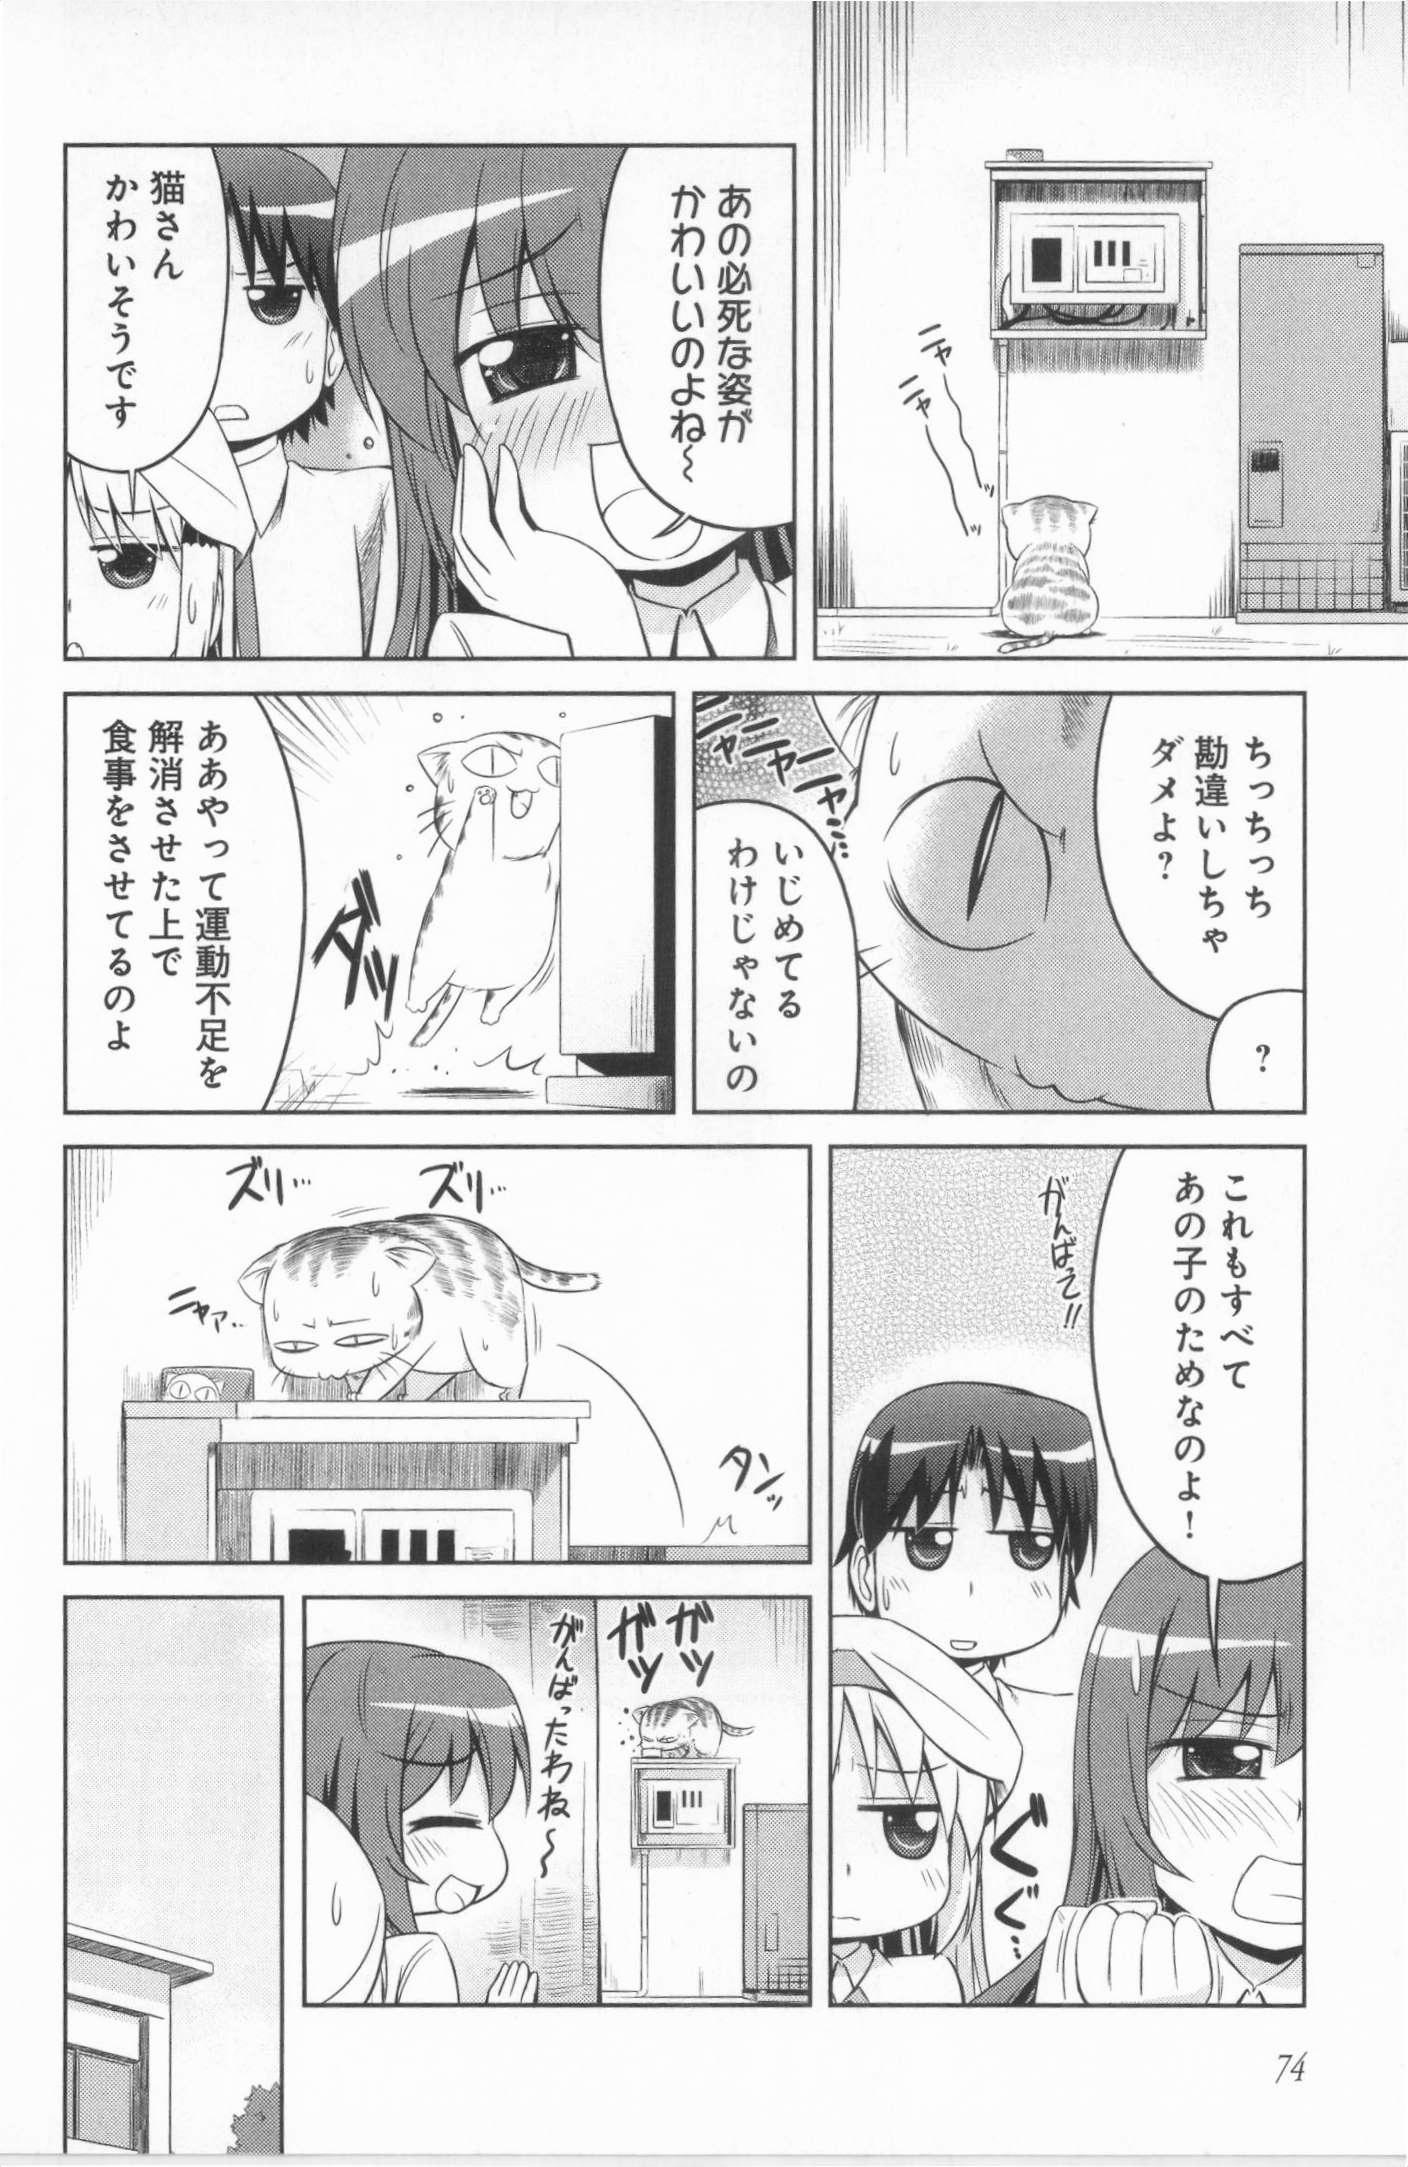 ニャ
ニャ
あの必死な姿が
かわいいのよね～
猫さん
かわいそうです
ちっちっち
勘違いしちゃ
ダメよ？
？
ニャーニャーニャーン…
いじめてる
わけじゃないの
ああやって運動不足を
解消させた上で
食事をさせてるのよ
ダッ
これもすべて
あの子のためなのよ！
がんばて!!
ぐぐ…
ズリ…
ズリ…
ニャァ…
タンッ
ガッ
ガッ
がんばったわね～
74